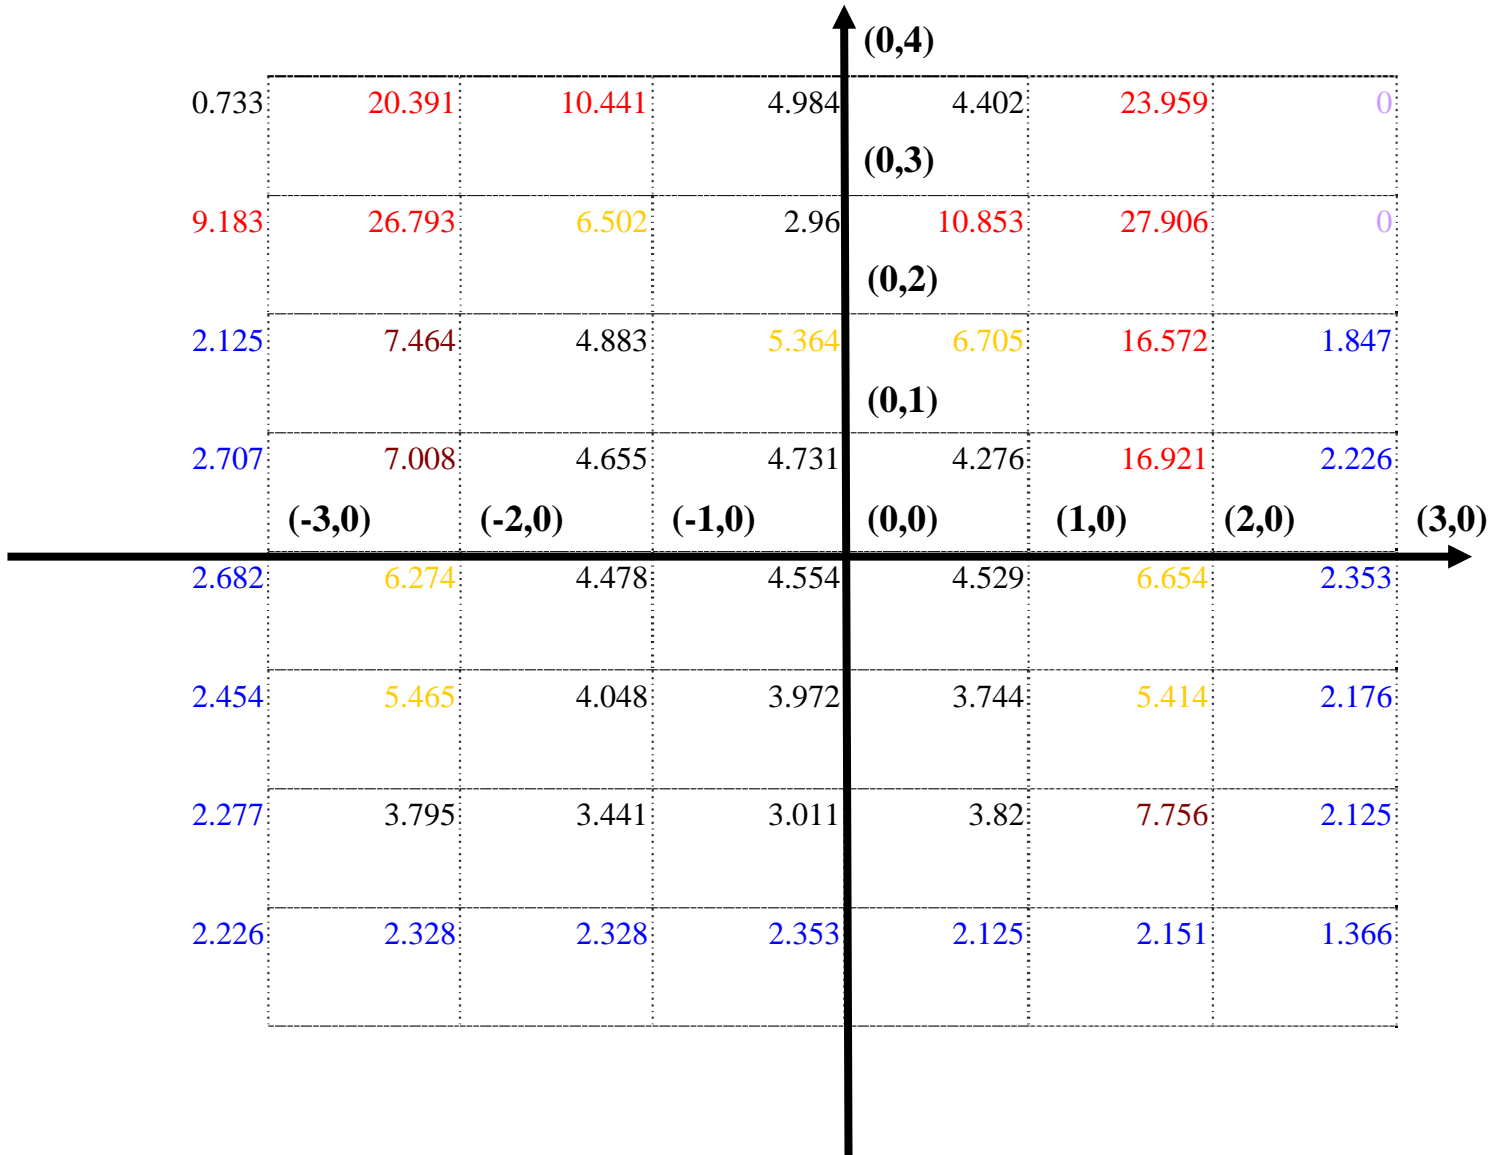 (0,4)
0.733 20.391 10.441 4.984 4.402 23.959 0
(0,3)
9.183 26.793 6.502 2.96 10.853 27.906 0
(0,2)
2.125 7.464 4.883 5.364 6.705 16.572 1.847
(0,1)
2.707 7.008 4.655 4.731 4.276 16.921 2.226
(-3,0) (-2,0) (-1,0) (0,0) (1,0) (2,0) (3,0)
2.682 6.274 4.478 4.554 4.529 6.654 2.353
2.454 5.465 4.048 3.972 3.744 5.414 2.176
2.277 3.795 3.441 3.011 3.82 7.756 2.125
2.226 2.328 2.328 2.353 2.125 2.151 1.366